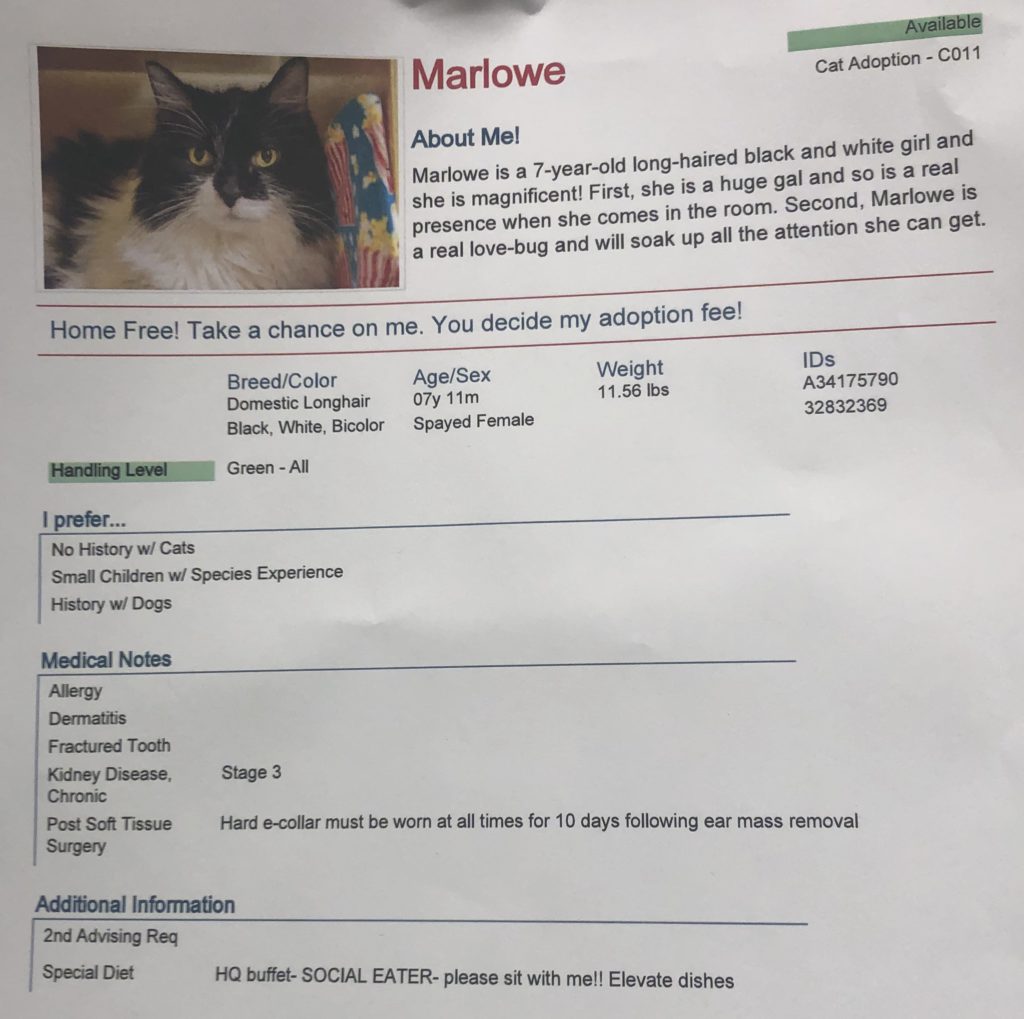 Available
Cat Adoption - C011
Marlowe
About Me!
Marlowe is a 7-year-old long-haired black and white girl and
she is magnificent! First, she is a huge gal and so is a real
presence when she comes in the room. Second, Marlowe is
a real love-bug and will soak up all the attention she can get.
Home Free! Take a chance on me. You decide my adoption fee!
Breed/Color
Domestic Longhair
Black, White, Bicolor
Age/Sex
07y 11m
Spayed Female
Weight
11.56 lbs
IDs
A34175790
32832369
Handling Level Green - All
I prefer...
No History w/ Cats
Small Children w/ Species Experience
History w/ Dogs
Medical Notes
Allergy
Dermatitis
Fractured Tooth
Kidney Disease, Stage 3
Chronic
Post Soft Tissue Hard e-collar must be worn at all times for 10 days following ear mass removal
Surgery
Additional Information
2nd Advising Req
Special Diet HQ buffet- SOCIAL EATER- please sit with me!! Elevate dishes